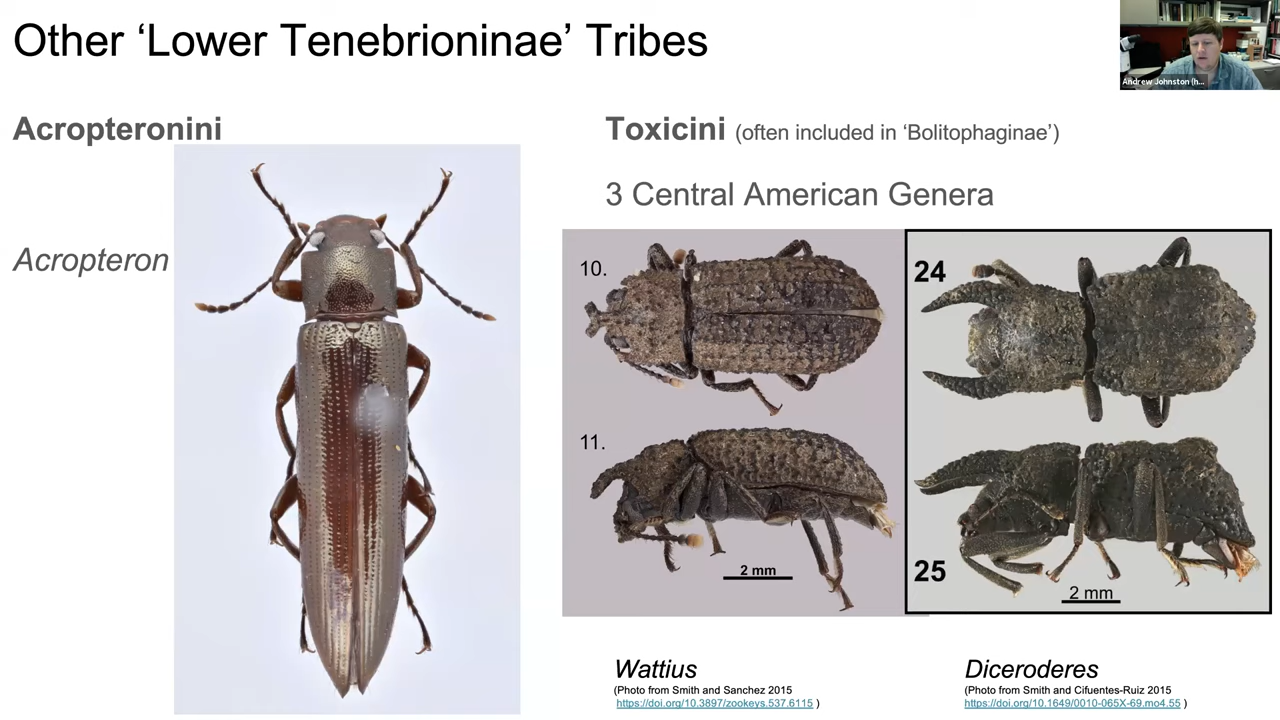 Other ‘Lower Tenebrioninae’ Tribes
Andrew Johnston (h...
Acropteronini
Acropteron
Toxicini (often included in ‘Bolitophaginae’)
3 Central American Genera
10.
11.
2 mm
24
25
2 mm
Wattius
(Photo from Smith and Sanchez 2015
https://doi.org/10.3897/zookeys.537.6115 )
Diceroderes
(Photo from Smith and Cifuentes-Ruiz 2015
https://doi.org/10.1649/0010-065X-69.mo4.55 )